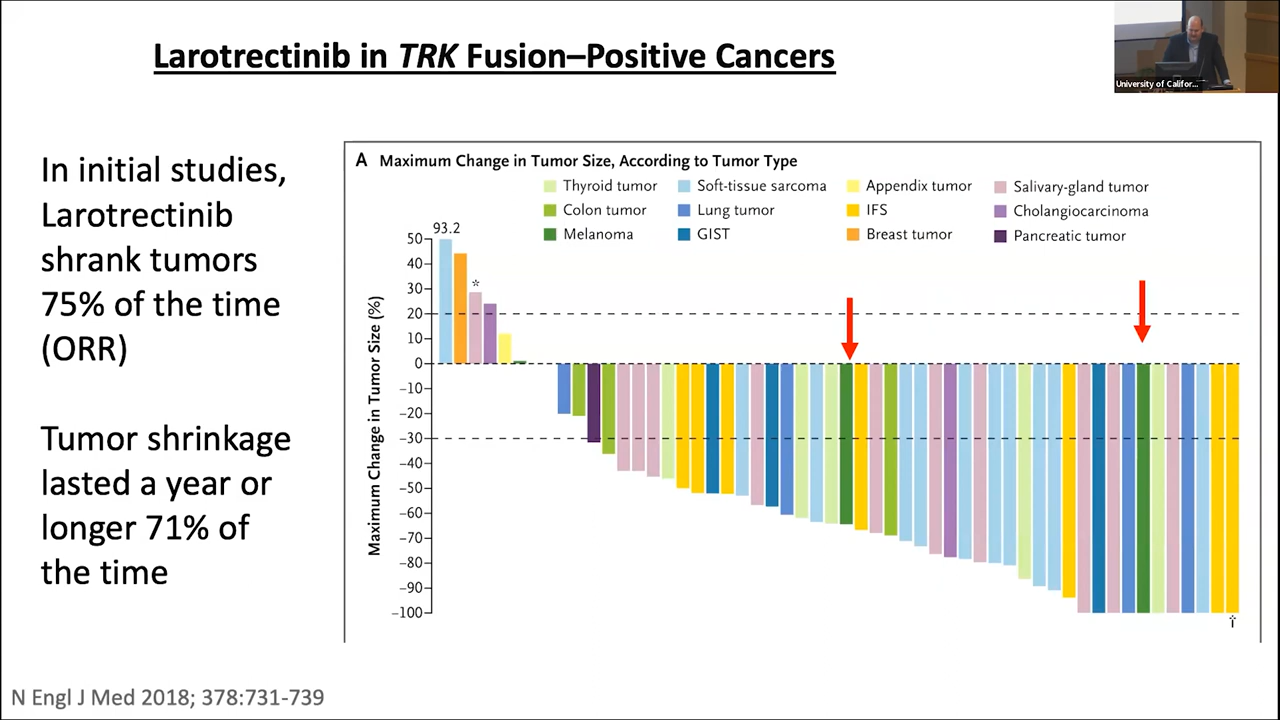 Larotrectinib in TRK Fusion–Positive Cancers
University of Califor...
In initial studies,
Larotrectinib
shrank tumors
75% of the time
(ORR)
Tumor shrinkage
lasted a year or
longer 71% of
the time
A Maximum Change in Tumor Size, According to Tumor Type
Thyroid tumor
Soft-tissue sarcoma
Appendix tumor
Salivary-gland tumor
Colon tumor
Lung tumor
IFS
Cholangiocarcinoma
Melanoma
GIST
Breast tumor
Pancreatic tumor
Maximum Change in Tumor Size (%)
93.2
50
40
30
20
10
0
−10
−20
−30
−40
−50
−60
−70
−80
−90
−100
*
†
N Engl J Med 2018; 378:731-739